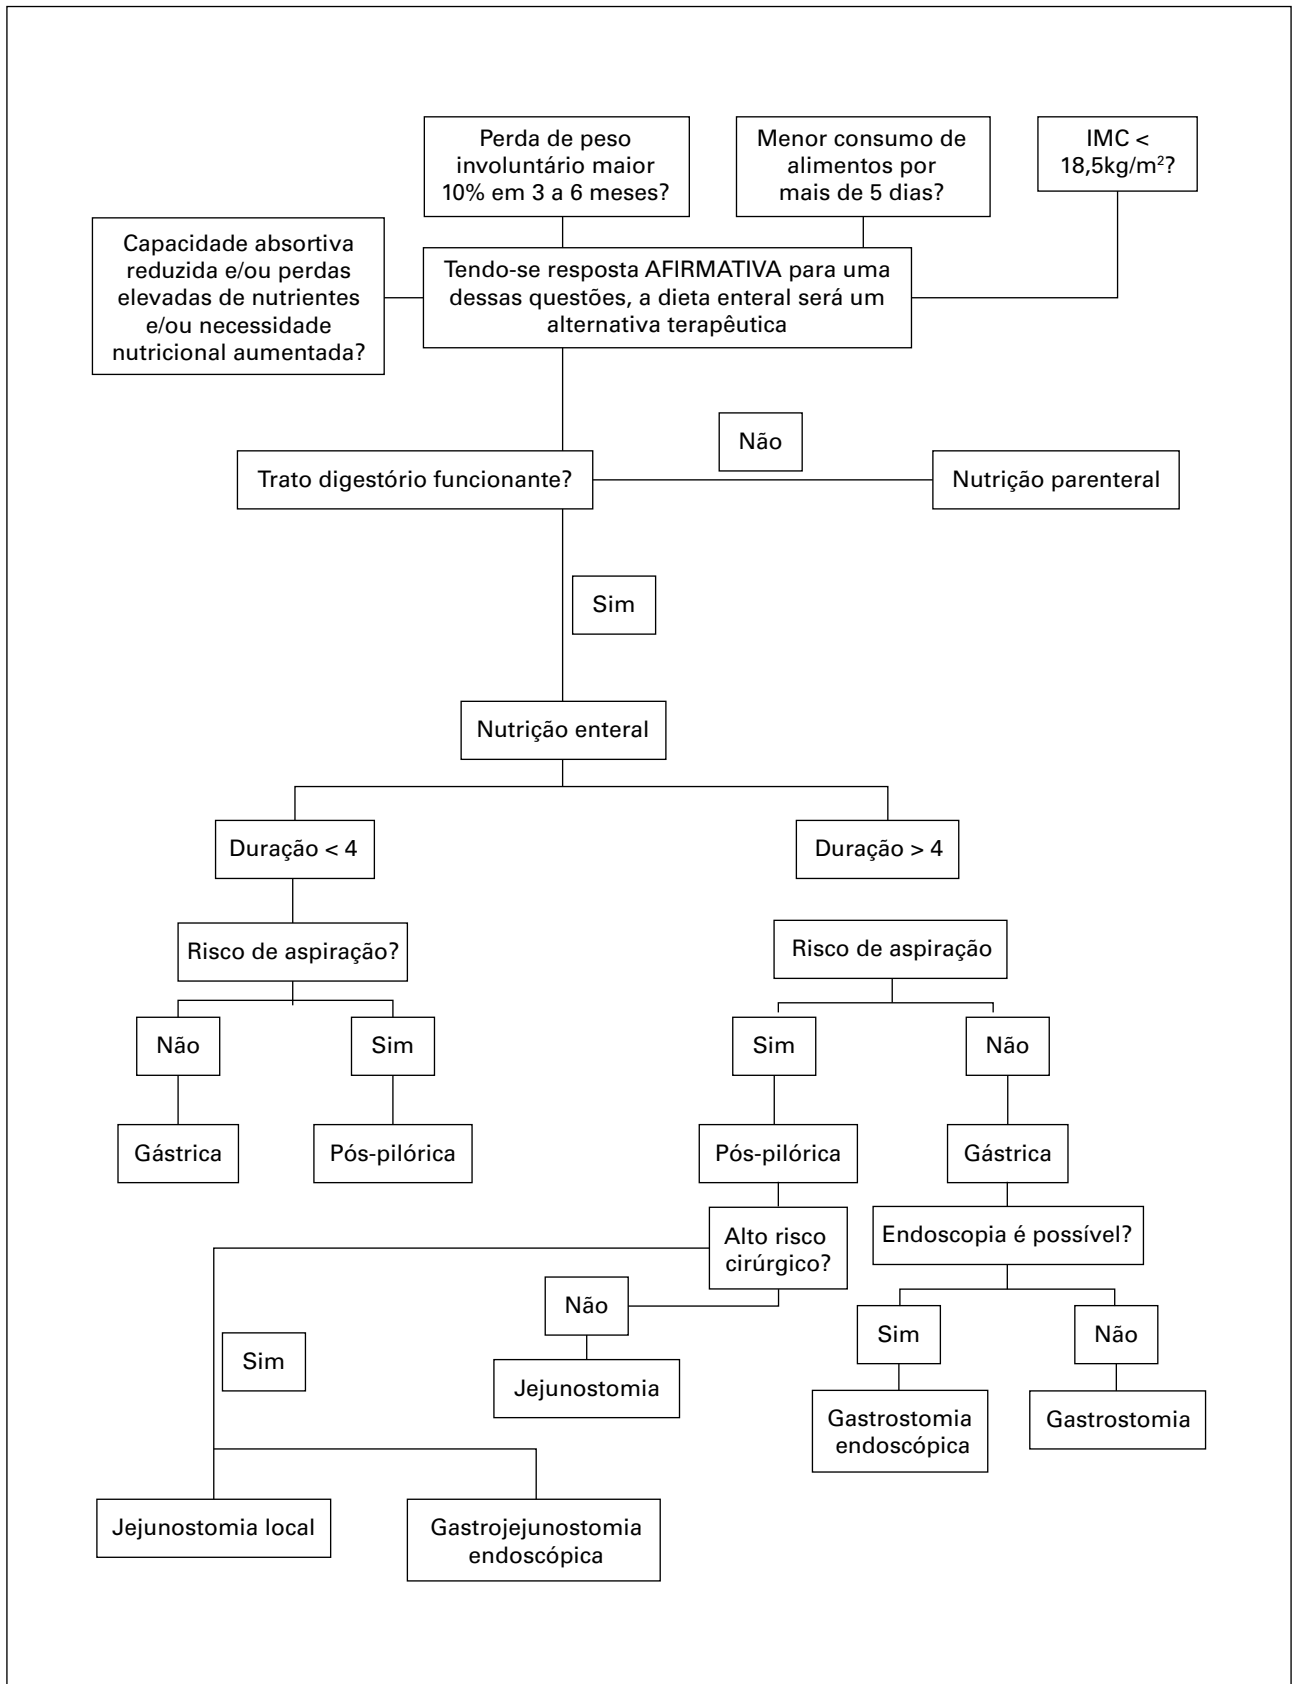 Perda de peso
involuntário maior
10% em 3 a 6 meses?
Menor consumo de
alimentos por
mais de 5 dias?
IMC <
18,5kg/m²?
Capacidade absortiva
reduzida e/ou perdas
elevadas de nutrientes
e/ou necessidade
nutricional aumentada?
Tendo-se resposta AFIRMATIVA para uma
dessas questões, a dieta enteral será um
alternativa terapêutica
Não
Trato digestório funcionante?
Nutrição parenteral
Sim
Nutrição enteral
Duração < 4
Duração > 4
Risco de aspiração?
Risco de aspiração
Não
Sim
Sim
Não
Gástrica
Pós-pilórica
Pós-pilórica
Gástrica
Alto risco
cirúrgico?
Endoscopia é possível?
Não
Sim
Não
Sim
Jejunostomia
Gastrostomia
endoscópica
Gastrostomia
Jejunostomia local
Gastrojejunostomia
endoscópica